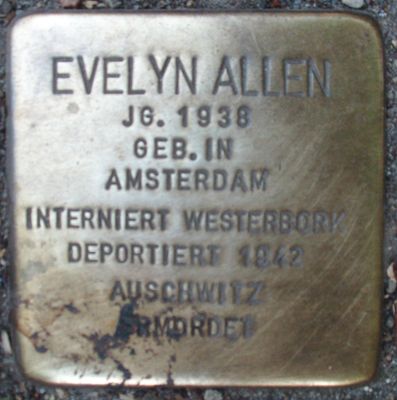 EVELYN ALLEN
JG. 1938
GEB. IN
AMSTERDAM
INTERNIERT WESTERBORK
DEPORTIERT 1942
AUSCHWITZ
ERMORDET